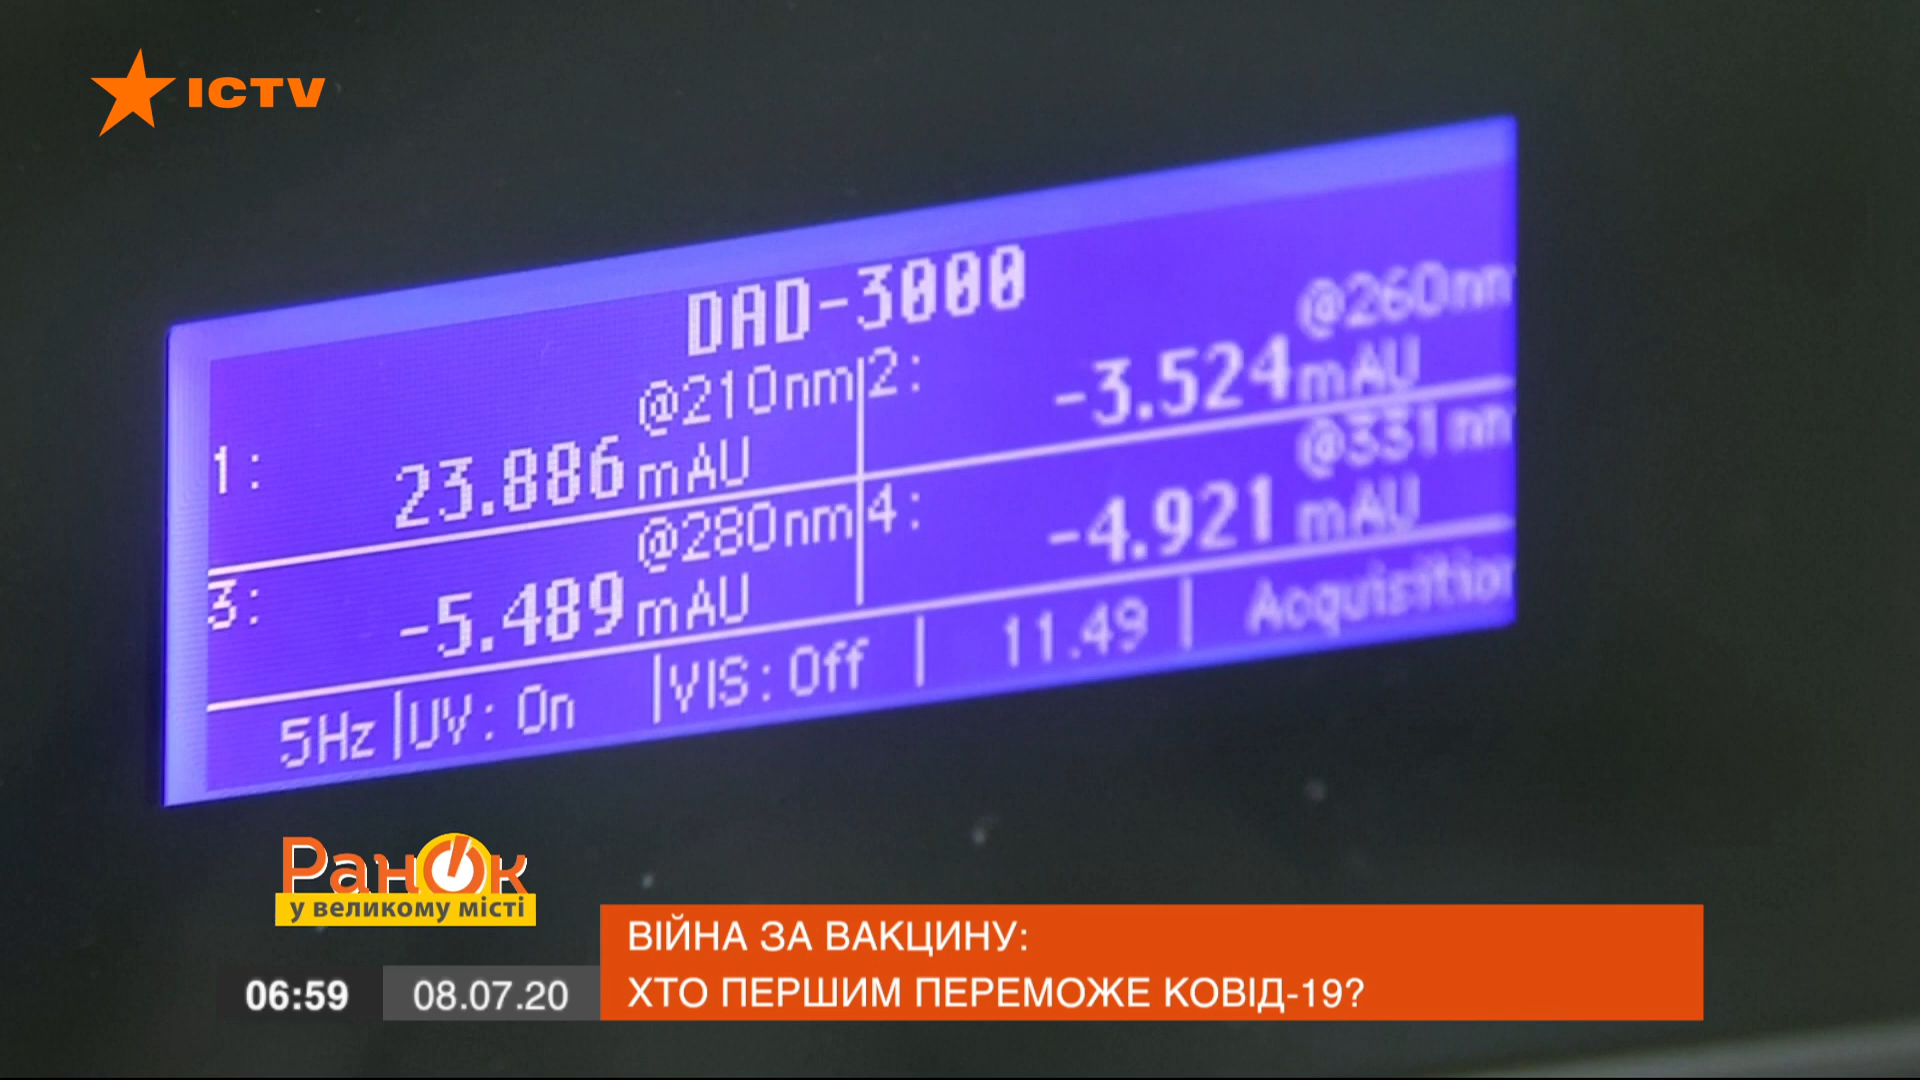 ICTV
DAD-3000
1: @210nm
23.886 mAU
2: @260nm
-3.524 mAU
3: @280nm
-5.489 mAU
4: @331nm
-4.921 mAU
5Hz |UV: On |VIS: Off | 11.49 | Acquisition
Ранок
у великому місті
06:59 08.07.20
ВІЙНА ЗА ВАКЦИНУ:
ХТО ПЕРШИМ ПЕРЕМОЖЕ КОВІД-19?